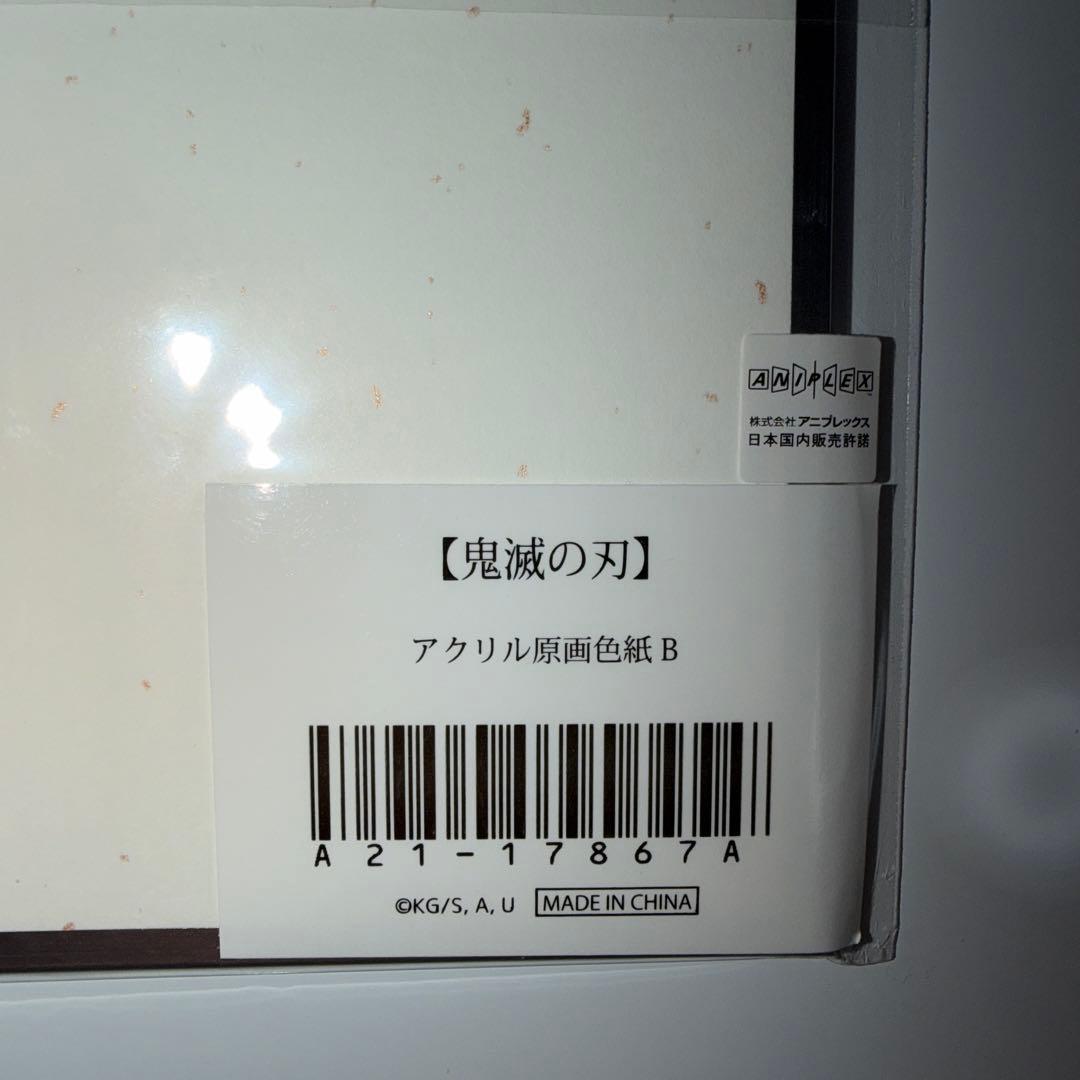 ANIPLEX
株式会社アニプレックス
日本国内販売許諾
【鬼滅の刃】
アクリル原画色紙 B
A21-17867A
©KG/S, A, U MADE IN CHINA